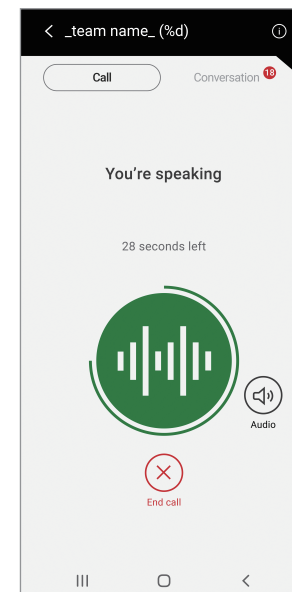 _team name_ (%d)
Call
Conversation 18
You're speaking
28 seconds left
Audio
End call